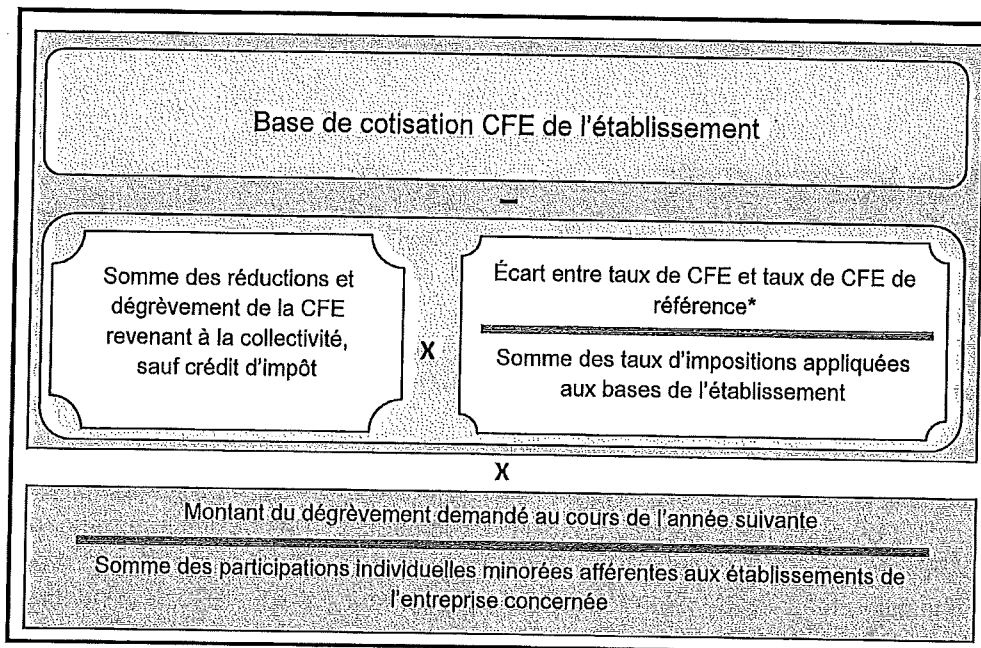 Base de cotisation CFE de l'établissement
–
Somme des réductions et
dégrèvement de la CFE
revenant à la collectivité,
sauf crédit d'impôt
X
Écart entre taux de CFE et taux de CFE de
référence*
Somme des taux d'impositions appliquées
aux bases de l'établissement
X
Montant du dégrèvement demandé au cours de l'année suivante
Somme des participations individuelles minorées afférentes aux établissements de
l'entreprise concernée